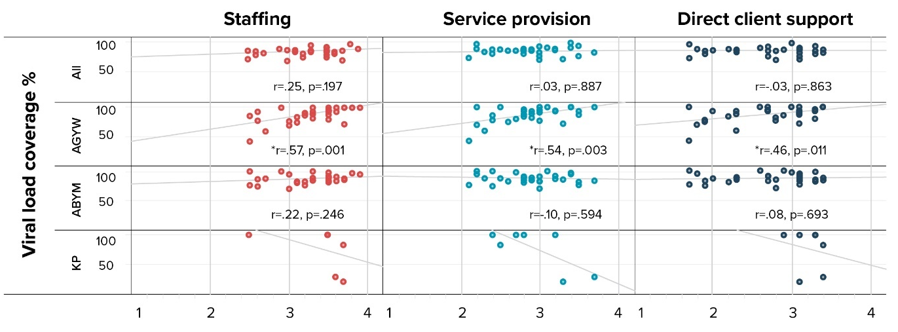 Staffing Service provision Direct client support
Viral load coverage %
All
100
50
r=.25, p=.197 r=.03, p=.887 r=-.03, p=.863
AGYW
100
50
*r=.57, p=.001 *r=.54, p=.003 *r=.46, p=.011
ABYM
100
50
r=.22, p=.246 r=-.10, p=.594 r=.08, p=.693
KP
100
50
1 2 3 4 1 2 3 4 1 2 3 4